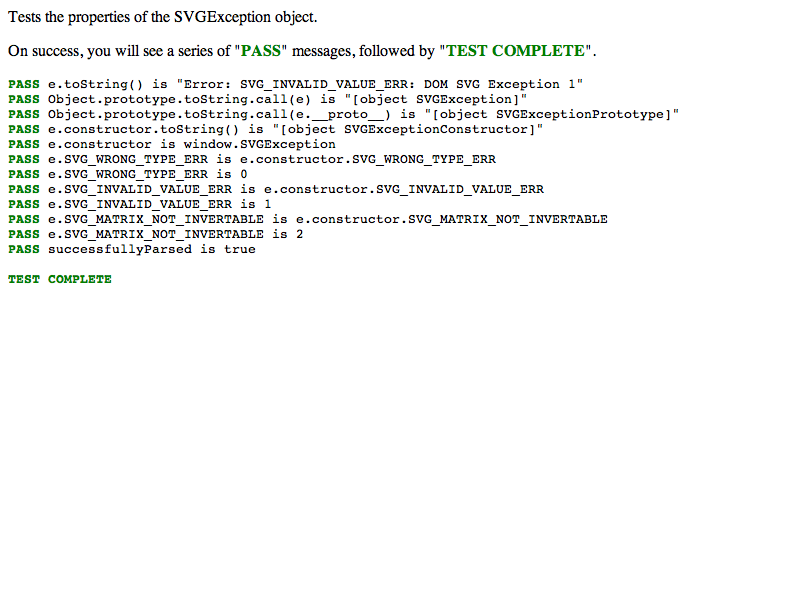 Tests the properties of the SVGException object.
On success, you will see a series of "PASS" messages, followed by "TEST COMPLETE".
PASS e.toString() is "Error: SVG_INVALID_VALUE_ERR: DOM SVG Exception 1"
PASS Object.prototype.toString.call(e) is "[object SVGException]"
PASS Object.prototype.toString.call(e.__proto__) is "[object SVGExceptionPrototype]"
PASS e.constructor.toString() is "[object SVGExceptionConstructor]"
PASS e.constructor is window.SVGException
PASS e.SVG_WRONG_TYPE_ERR is e.constructor.SVG_WRONG_TYPE_ERR
PASS e.SVG_WRONG_TYPE_ERR is 0
PASS e.SVG_INVALID_VALUE_ERR is e.constructor.SVG_INVALID_VALUE_ERR
PASS e.SVG_INVALID_VALUE_ERR is 1
PASS e.SVG_MATRIX_NOT_INVERTABLE is e.constructor.SVG_MATRIX_NOT_INVERTABLE
PASS e.SVG_MATRIX_NOT_INVERTABLE is 2
PASS successfullyParsed is true
TEST COMPLETE